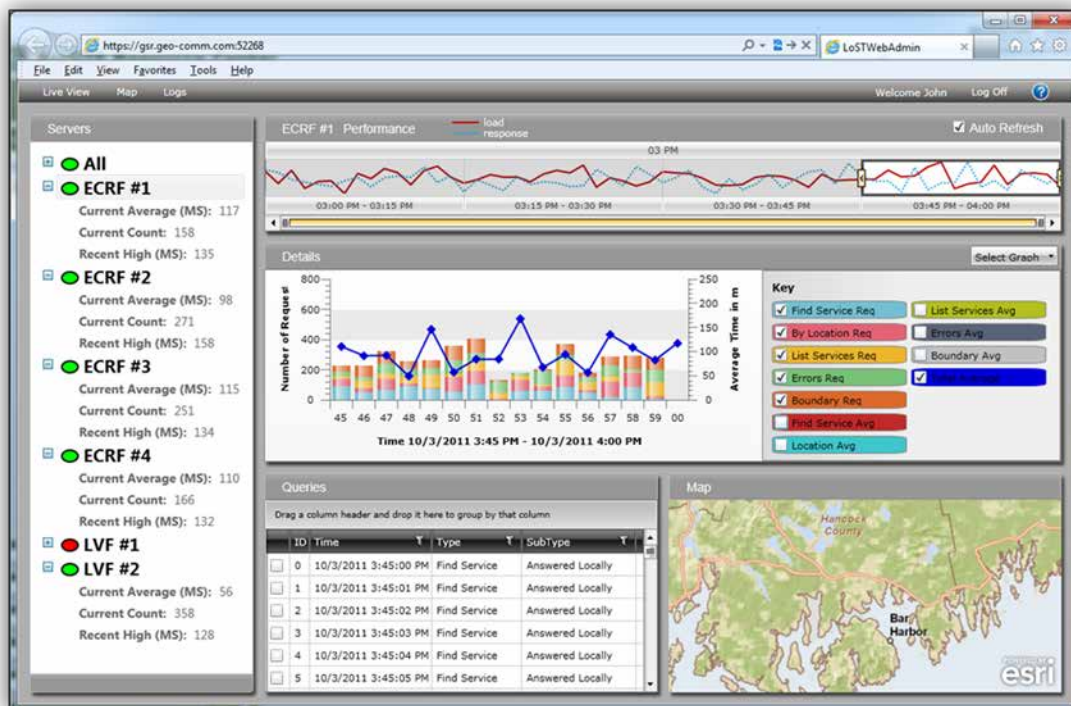 https://gsr.geo-comm.com:52268
LoSTWebAdmin
File Edit View Favorites Tools Help
Live View Map Logs
Welcome John Log Off ?
Servers
All
ECRF #1
Current Average (MS): 117
Current Count: 158
Recent High (MS): 135
ECRF #2
Current Average (MS): 98
Current Count: 271
Recent High (MS): 158
ECRF #3
Current Average (MS): 115
Current Count: 251
Recent High (MS): 134
ECRF #4
Current Average (MS): 110
Current Count: 166
Recent High (MS): 132
LVF #1
LVF #2
Current Average (MS): 56
Current Count: 358
Recent High (MS): 128
ECRF #1 Performance
load
response
Auto Refresh
03 PM
03:00 PM - 03:15 PM 03:15 PM - 03:30 PM 03:30 PM - 03:45 PM 03:45 PM - 04:00 PM
Details
Select Graph
Number of Request
800
600
400
200
0
250
200
150
100
50
0
Average Time in m
45 46 47 48 49 50 51 52 53 54 55 56 57 58 59 00
Time 10/3/2011 3:45 PM - 10/3/2011 4:00 PM
Key
Find Service Req List Services Avg
By Location Req Errors Avg
List Services Req Boundary Avg
Errors Req Total Average
Boundary Req
Find Service Avg
Location Avg
Queries
Drag a column header and drop it here to group by that column
ID Time Type SubType
0 10/3/2011 3:45:00 PM Find Service Answered Locally
1 10/3/2011 3:45:01 PM Find Service Answered Locally
2 10/3/2011 3:45:02 PM Find Service Answered Locally
3 10/3/2011 3:45:03 PM Find Service Answered Locally
4 10/3/2011 3:45:04 PM Find Service Answered Locally
5 10/3/2011 3:45:05 PM Find Service Answered Locally
Map
Hancock
County
Bar
Harbor
esri